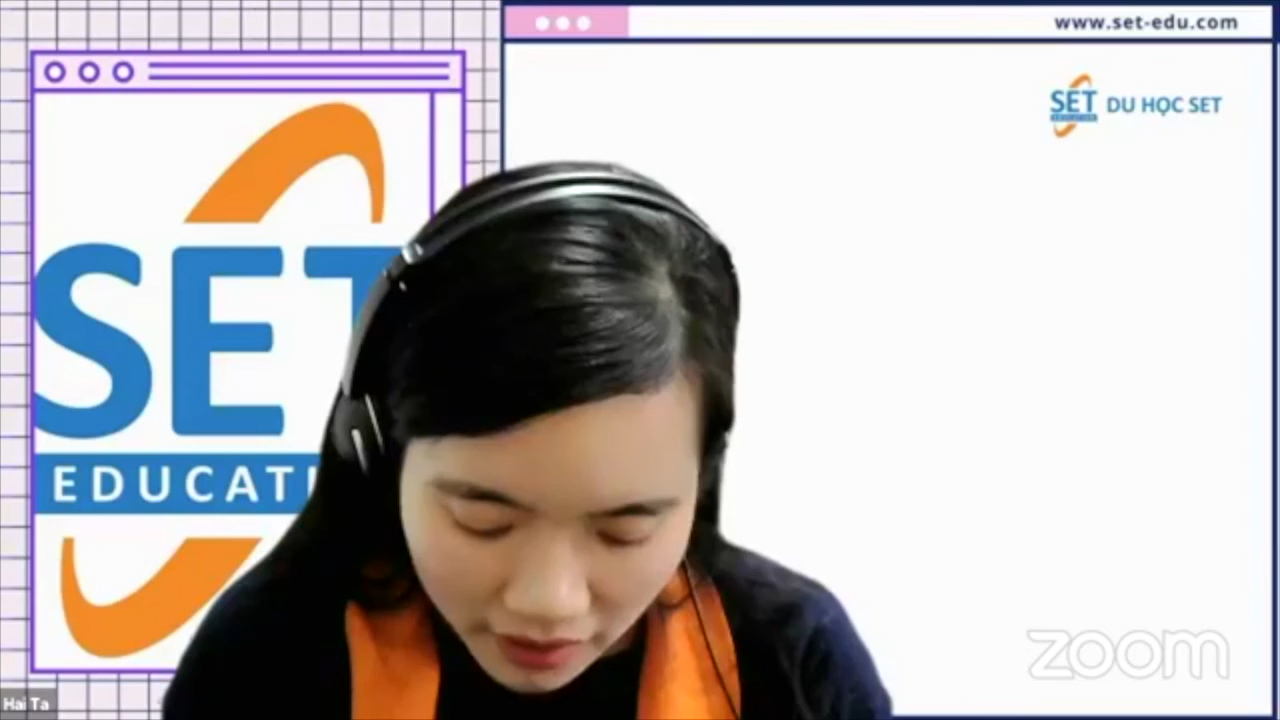 www.set-edu.com
SET DU HỌC SET
SET
EDUCATI
zoom
Hai Ta